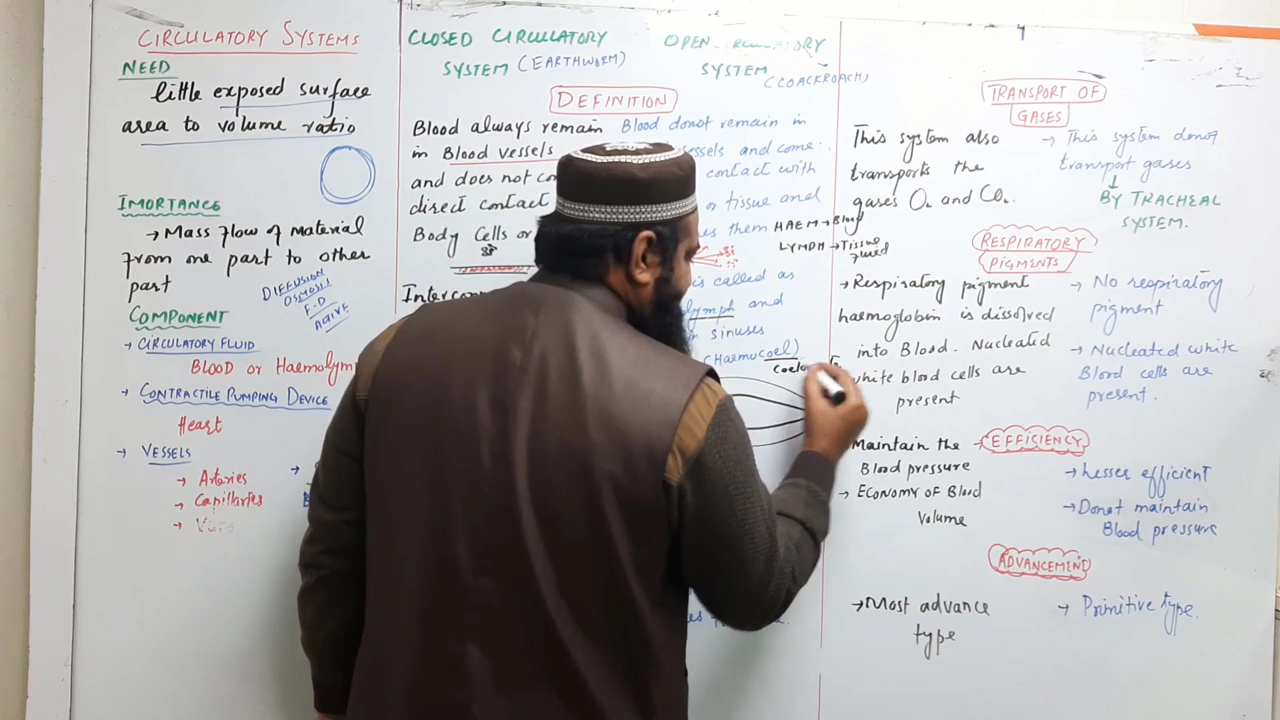 CIRCULATORY SYSTEMS
NEED
little exposed surface
area to volume ratio
IMORTANCE
→ Mass flow of Material
from one part to other
part
DIFFUSION
OSMOSIS
F.D
ACTIVE
COMPONENT
→ CIRCULATORY FLUID
BLOOD or Haemolym
→ CONTRACTILE PUMPING DEVICE
Heart
→ VESSELS
→ Arteries
→ Capillaries
→
CLOSED CIRCULATORY
SYSTEM (EARTHWORM)
OPEN
SYSTEM
(COACKROACH)
DEFINITION
Blood always remain
in Blood vessels
and does not
direct contact
Body Cells or
Blood donot remain in
vessels and come
contact with
or tissue and
them
HAEM → Blood
LYMPH → Tissue
fluid
is called as
lymph and
in sinuses
(Haemocoel)
4
TRANSPORT OF
GASES
This system also
transports the
gases O₂ and CO₂.
→ This system donot
transport gases
↓
BY TRACHEAL
SYSTEM.
RESPIRATORY
PIGMENTS
→ Respiratory pigment
haemoglobin is dissolved
into Blood. Nucleated
white blood cells are
present
→ No respiratory
pigment
→ Nucleated white
Blood cells are
present.
EFFICIENCY
Maintain the
Blood pressure
→ ECONOMY OF Blood
Volume
→ Lesser efficient
→ Donot maintain
Blood pressure
ADVANCEMEND
→ Most advance
type
→ Primitive type.